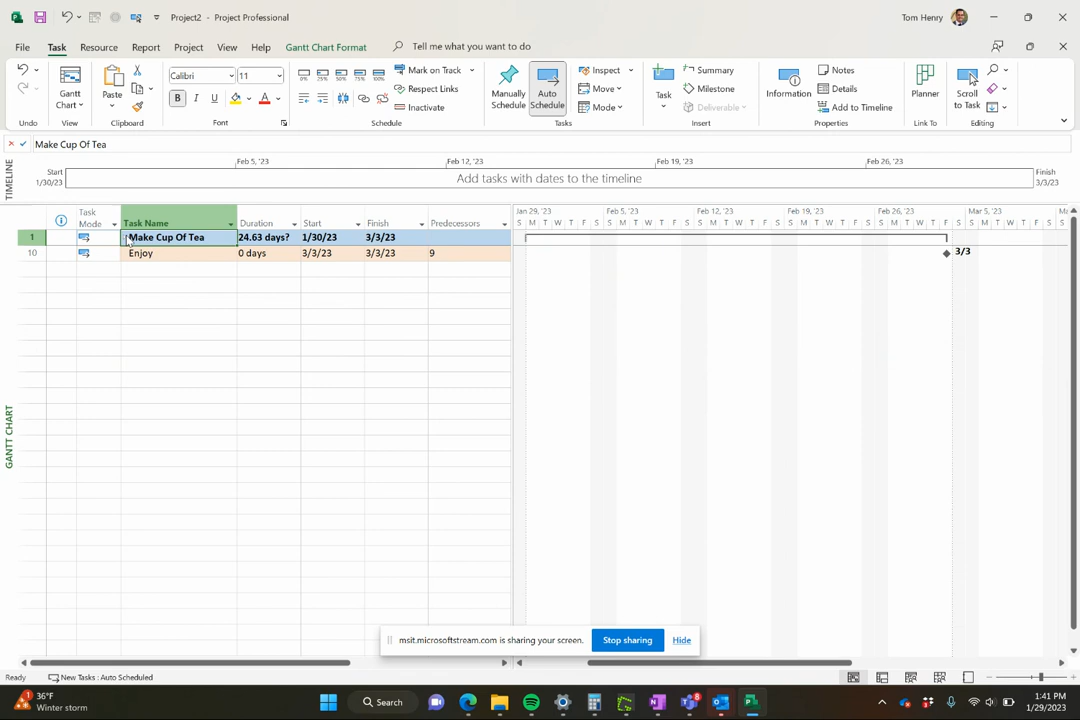 Project2 - Project Professional
Tom Henry
File Task Resource Report Project View Help Gantt Chart Format Tell me what you want to do
Calibri 11
Mark on Track
Respect Links
Inactivate
Gantt Chart
Paste
Manually Schedule
Auto Schedule
Inspect
Move
Mode
Task
Summary
Milestone
Deliverable
Information
Notes
Details
Add to Timeline
Planner
Scroll to Task
Undo View Clipboard Font Schedule Tasks Insert Properties Link To Editing
Make Cup Of Tea
TIMELINE
Start
1/30/23
Feb 5, '23 Feb 12, '23 Feb 19, '23 Feb 26, '23
Add tasks with dates to the timeline
Finish
3/3/23
Task Mode Task Name Duration Start Finish Predecessors
Jan 29, '23 Feb 5, '23 Feb 12, '23 Feb 19, '23 Feb 26, '23 Mar 5, '23 Ma
S M T W T F S S M T W T F S S M T W T F S S M T W T F S S M T W T F S S M T W T F S S
1 Make Cup Of Tea 24.63 days? 1/30/23 3/3/23
10 Enjoy 0 days 3/3/23 3/3/23 9
3/3
GANTT CHART
msit.microsoftstream.com is sharing your screen. Stop sharing Hide
Ready New Tasks : Auto Scheduled
36°F
Winter storm
Search
8
1:41 PM
1/29/2023